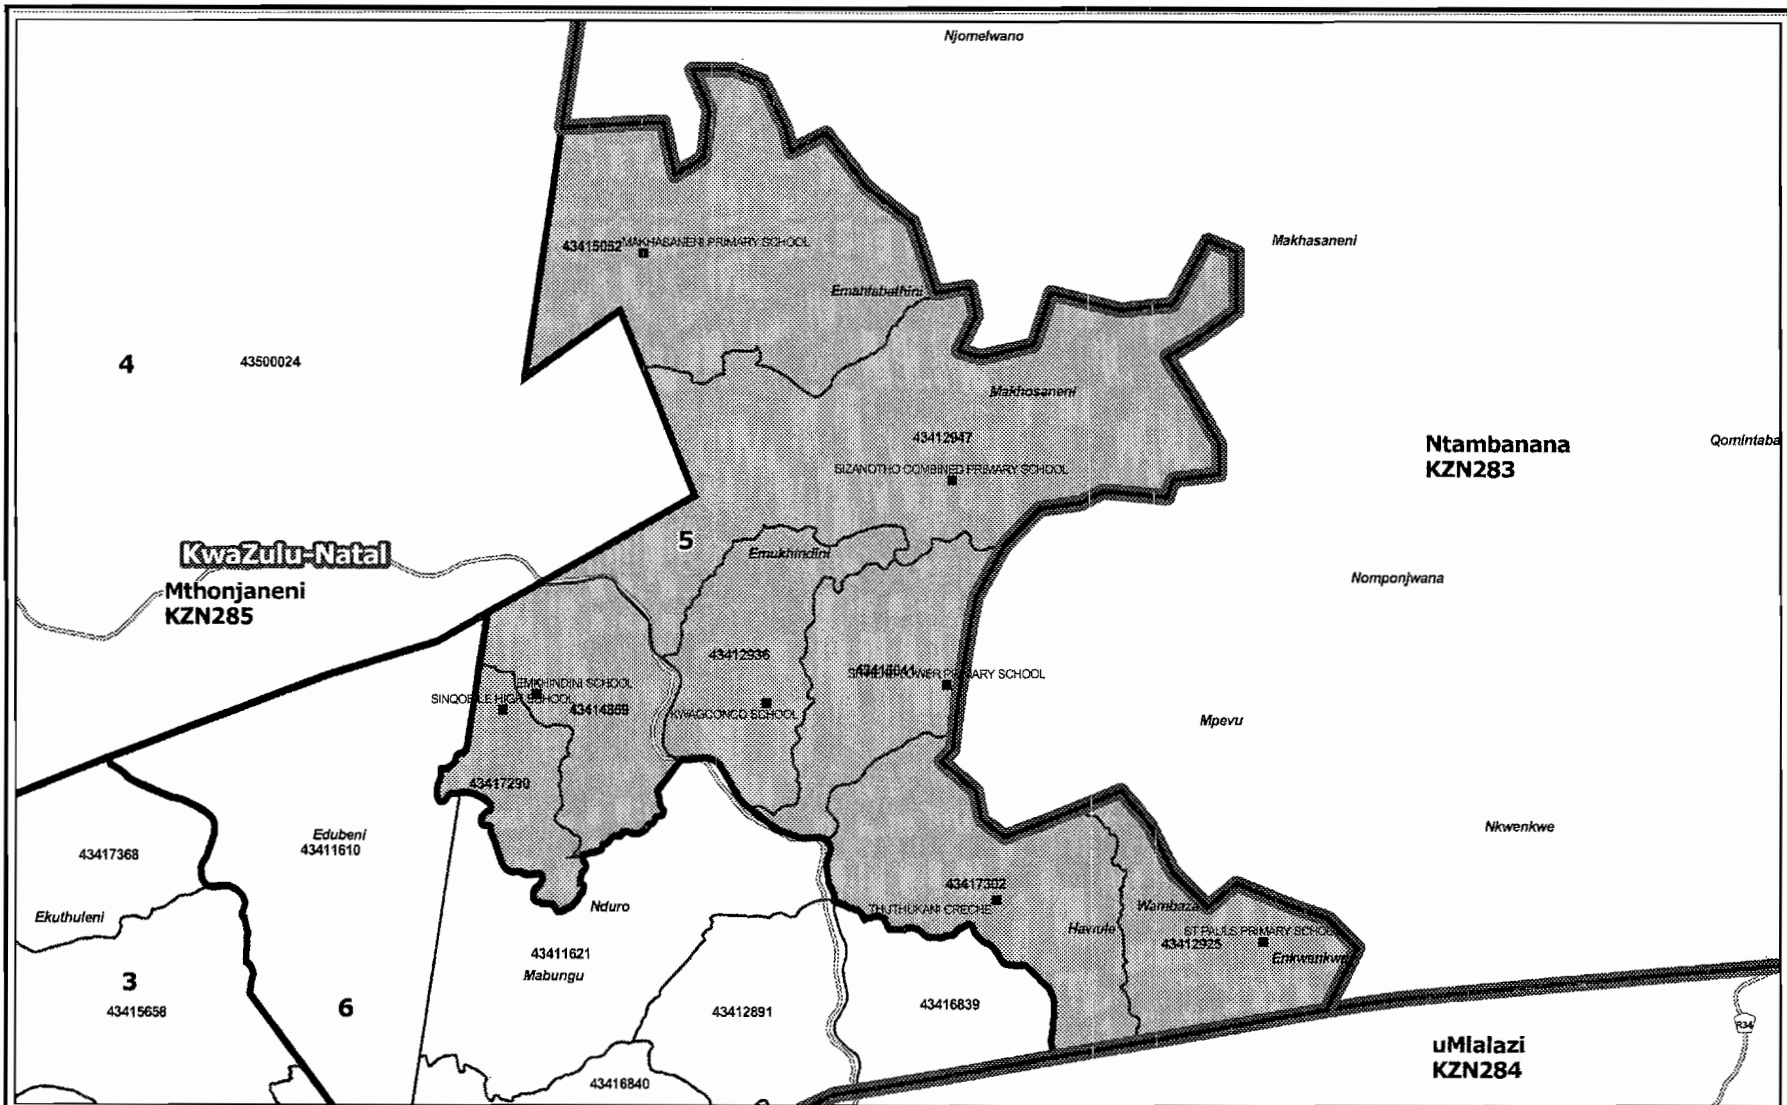 Njomelwano
43415052 MAKHASANENI PRIMARY SCHOOL
Makhasaneni
Emahlabathini
4
43500024
Makhosaneni
43412947
Ntambanana
KZN283
Qomintaba
SIZANOTHO COMBINED PRIMARY SCHOOL
5
KwaZulu-Natal
Emukhindini
Mthonjaneni
KZN285
Nomponjwana
43412936
EMKHINDINI SCHOOL
SINQOBILE HIGH SCHOOL
43414869
KWAGCONCO SCHOOL
Mpevu
43417290
Edubeni
43411610
43417368
Nkwenkwe
43417302
THUTHUKANI CRECHE
Ekuthuleni
Nduro
Wambaza
Havule
43412925
ST PAULS PRIMARY SCHOOL
Enkwenkwe
43411621
Mabungu
3
43415658
6
43412891
43416839
R34
uMlalazi
KZN284
43416840